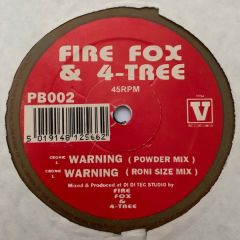 FIRE FOX
& 4-TREE
45RPM
PB002
V
5 019148 125662
WARNING ( POWDER MIX )
WARNING ( RONI SIZE MIX )
Mixed & Produced at DI DI TEC STUDIO by
FIRE
FOX
&
4-TREE